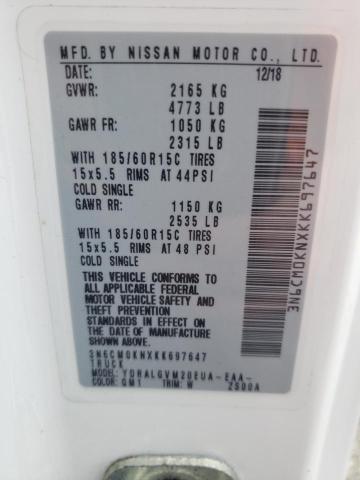 MFD. BY NISSAN MOTOR CO., LTD.
DATE: 12/18
GVWR: 2165 KG
4773 LB
GAWR FR: 1050 KG
2315 LB
WITH 185/60R15C TIRES
15x5.5 RIMS AT 44PSI
COLD SINGLE
GAWR RR: 1150 KG
2535 LB
WITH 185/60R15C TIRES
15x5.5 RIMS AT 48 PSI
COLD SINGLE
THIS VEHICLE CONFORMS TO
ALL APPLICABLE FEDERAL
MOTOR VEHICLE SAFETY AND
THEFT PREVENTION
STANDARDS IN EFFECT ON
THE DATE OF MANUFACTURE
SHOWN ABOVE.
3N6CM0KNXKK697647
TRUCK
MODEL: YDRALGVM20EUA-EAA-
COLOR: QM1 TRIM: W ZS00A
3N6CM0KNXKK697647